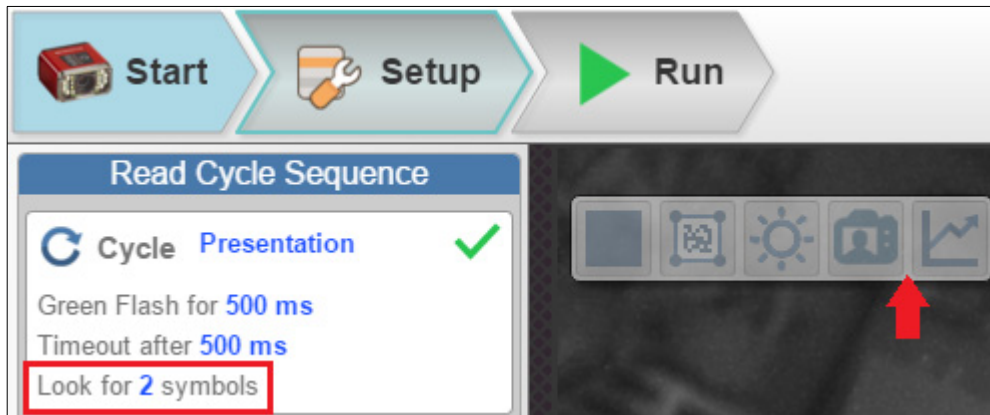 Start
Setup
Run
Read Cycle Sequence
Cycle Presentation
Green Flash for 500 ms
Timeout after 500 ms
Look for 2 symbols